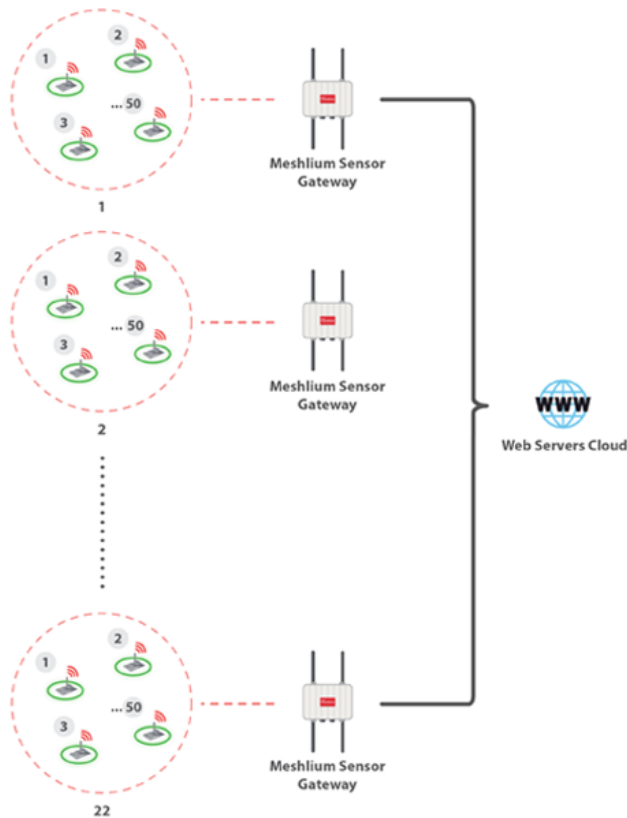 2
1
... 50
3
Meshlium Sensor
Gateway
1
2
1
... 50
3
Meshlium Sensor
Gateway
2
WWW
Web Servers Cloud
2
1
... 50
3
Meshlium Sensor
Gateway
22